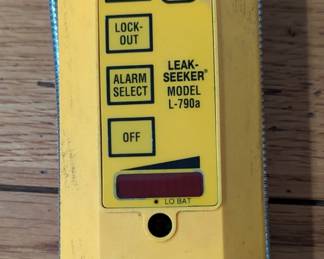 LOCK-
OUT
LEAK-
SEEKER®
MODEL
L-790a
ALARM
SELECT
OFF
LO BAT